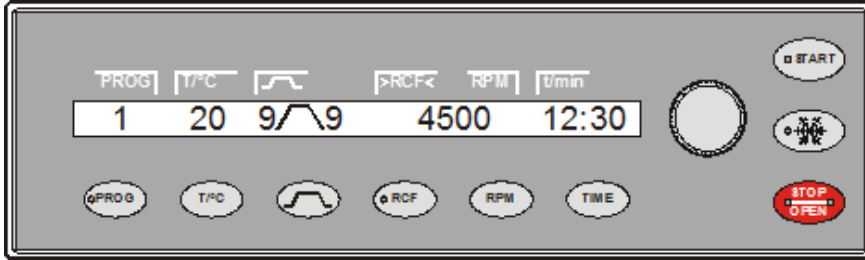 START
PROG T/°C >RCF< RPM t/min
1 20 9 9 4500 12:30
PROG T/°C RCF RPM TIME
STOP
OPEN